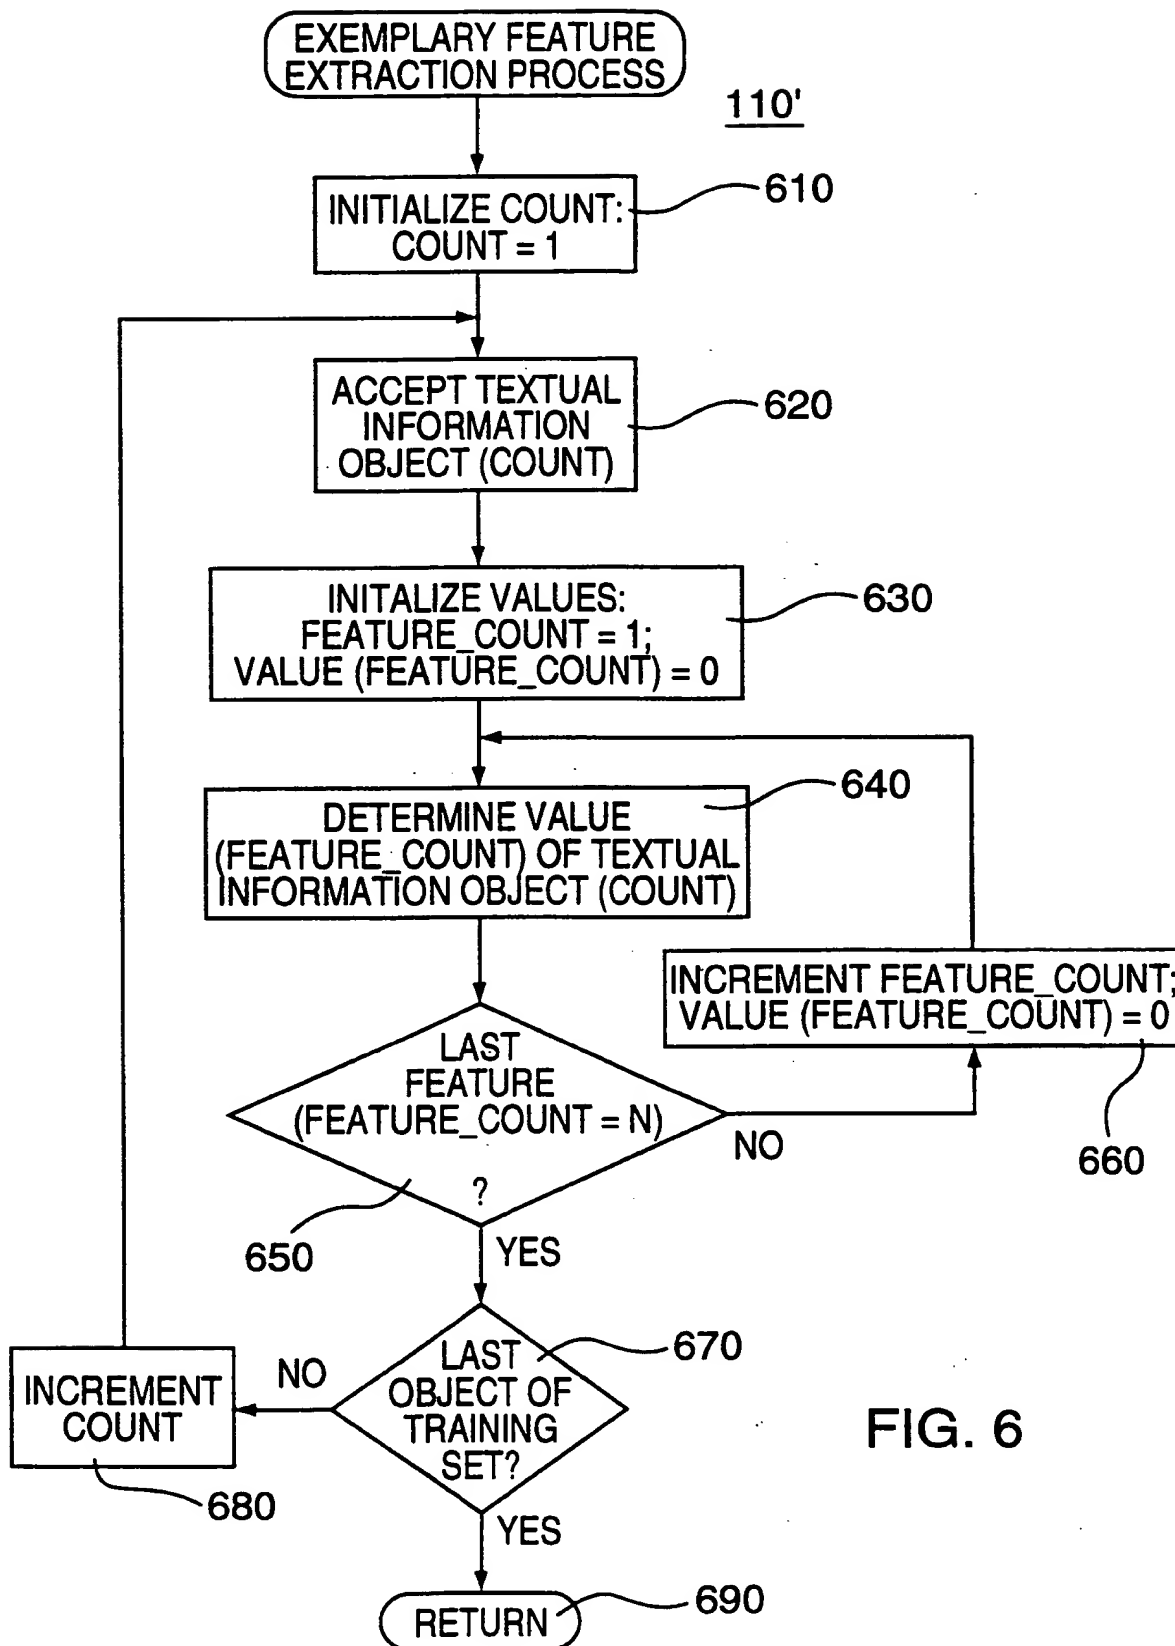 EXEMPLARY FEATURE
EXTRACTION PROCESS
110'
INITIALIZE COUNT:
COUNT = 1
610
ACCEPT TEXTUAL
INFORMATION
OBJECT (COUNT)
620
INITALIZE VALUES:
FEATURE_COUNT = 1;
VALUE (FEATURE_COUNT) = 0
630
DETERMINE VALUE
(FEATURE_COUNT) OF TEXTUAL
INFORMATION OBJECT (COUNT)
640
INCREMENT FEATURE_COUNT;
VALUE (FEATURE_COUNT) = 0
660
LAST
FEATURE
(FEATURE_COUNT = N)
?
NO
650
YES
LAST
OBJECT OF
TRAINING
SET?
670
NO
INCREMENT
COUNT
680
YES
RETURN
690
FIG. 6